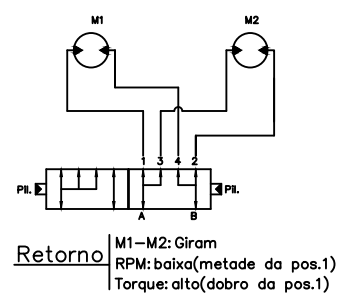 M1
M2
1 3 4 2
Pil.
Pil.
A
B
Retorno
M1-M2: Giram
RPM: baixa(metade da pos.1)
Torque: alto(dobro da pos.1)